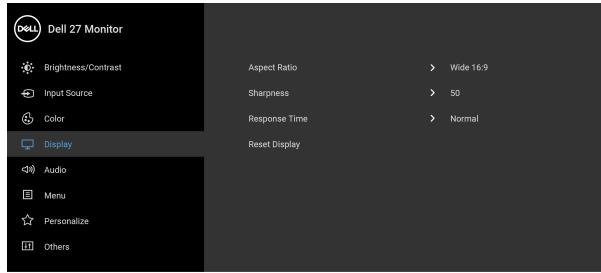 DELL Dell 27 Monitor
Brightness/Contrast
Aspect Ratio Wide 16:9
Input Source
Sharpness 50
Color
Response Time Normal
Display
Reset Display
Audio
Menu
Personalize
Others